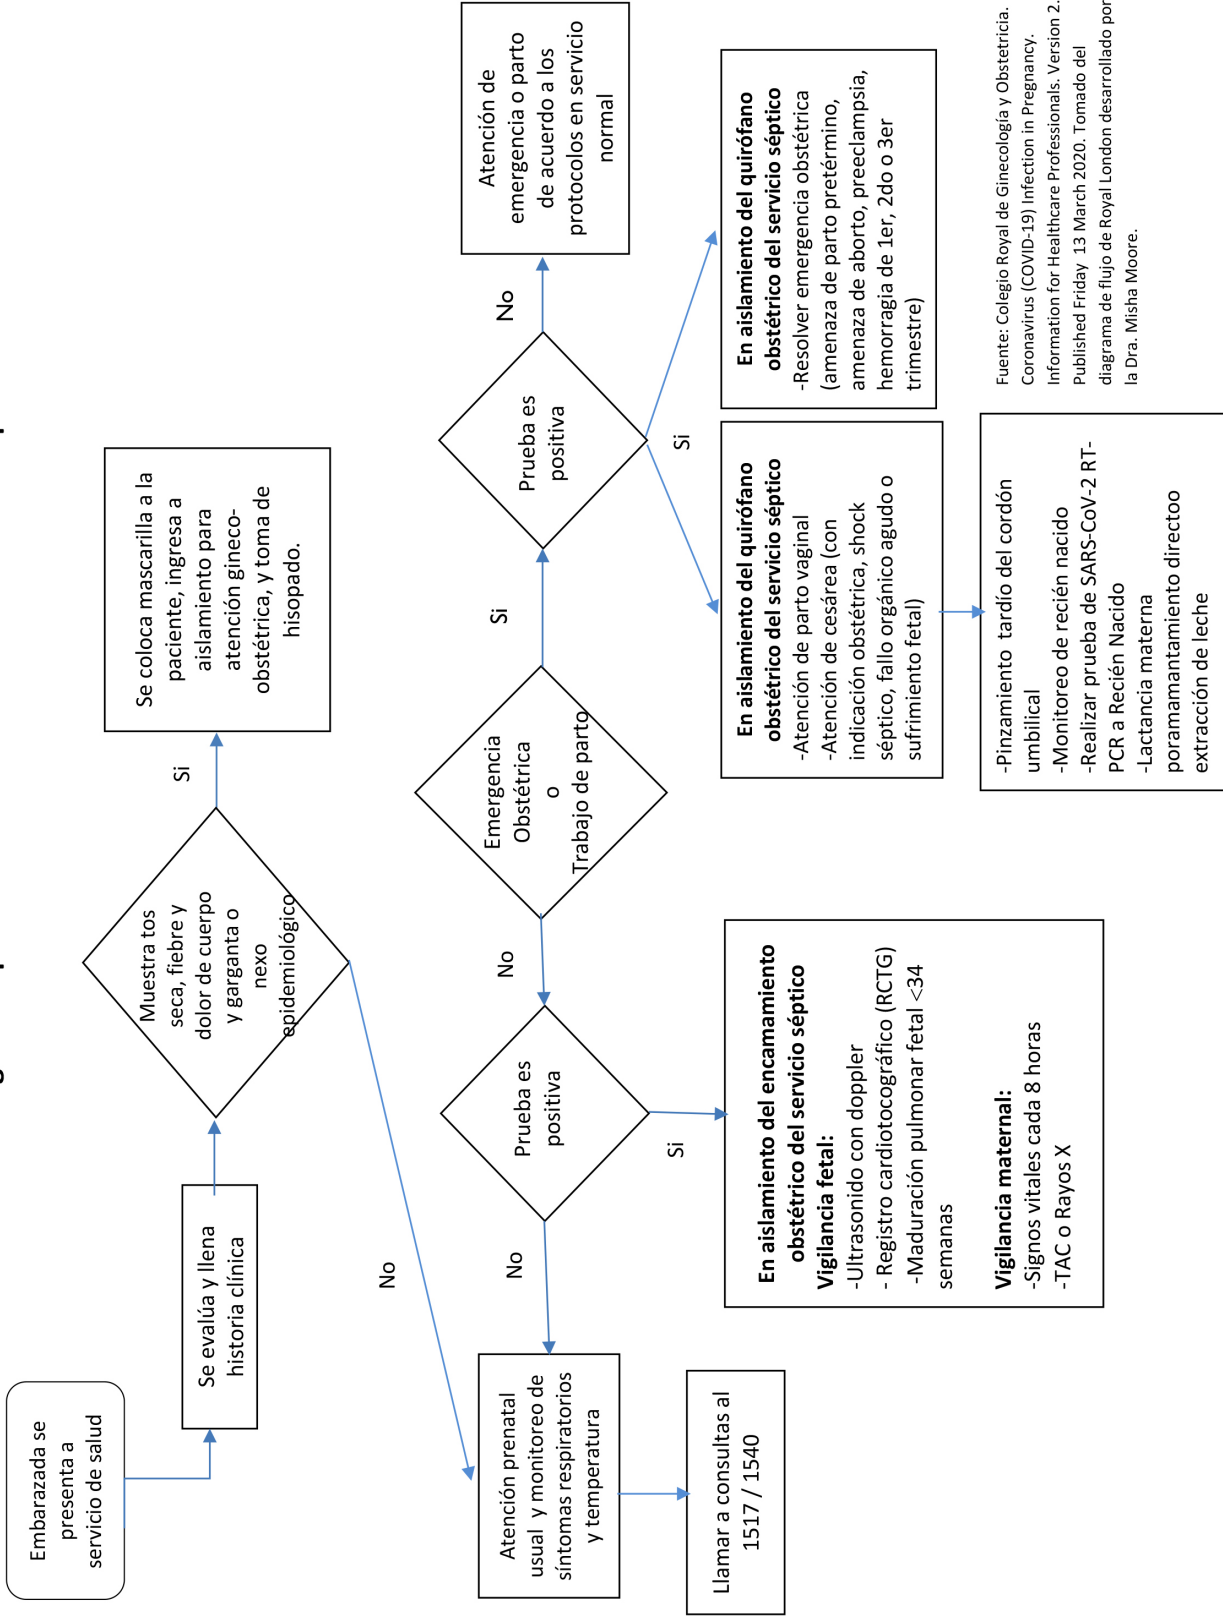 Embarazada se
presenta a
servicio de salud
Se evalúa y llena
historia clínica
Muestra tos
seca, fiebre y
dolor de cuerpo
y garganta o
nexo
epidemiológico
Si
Se coloca mascarilla a la
paciente, ingresa a
aislamiento para
atención gineco-
obstétrica, y toma de
hisopado.
No
Atención prenatal
usual y monitoreo de
síntomas respiratorios
y temperatura
No
Prueba es
positiva
No
Emergencia
Obstétrica
o
Trabajo de parto
Si
Prueba es
positiva
No
Atención de
emergencia o parto
de acuerdo a los
protocolos en servicio
normal
Llamar a consultas al
1517 / 1540
Si
En aislamiento del encamamiento
obstétrico del servicio séptico
Vigilancia fetal:
-Ultrasonido con doppler
- Registro cardiotocográfico (RCTG)
-Maduración pulmonar fetal <34
semanas
Vigilancia maternal:
-Signos vitales cada 8 horas
-TAC o Rayos X
Si
En aislamiento del quirófano
obstétrico del servicio séptico
-Atención de parto vaginal
-Atención de cesárea (con
indicación obstétrica, shock
séptico, fallo orgánico agudo o
sufrimiento fetal)
En aislamiento del quirófano
obstétrico del servicio séptico
-Resolver emergencia obstétrica
(amenaza de parto pretérmino,
amenaza de aborto, preeclampsia,
hemorragia de 1er, 2do o 3er
trimestre)
-Pinzamiento tardío del cordón
umbilical
-Monitoreo de recién nacido
-Realizar prueba de SARS-CoV-2 RT-
PCR a Recién Nacido
-Lactancia materna
poramamantamiento directoo
extracción de leche
Fuente: Colegio Royal de Ginecología y Obstetricia.
Coronavirus (COVID-19) Infection in Pregnancy.
Information for Healthcare Professionals. Version 2.
Published Friday 13 March 2020. Tomado del
diagrama de flujo de Royal London desarrollado por
la Dra. Misha Moore.